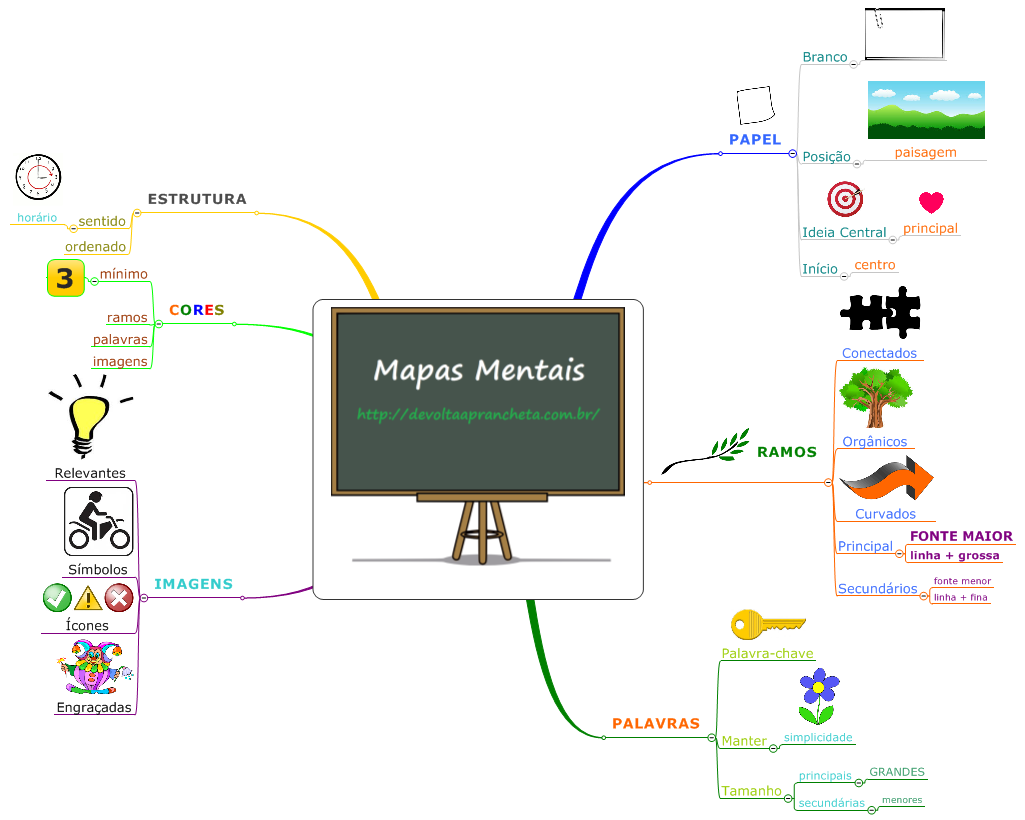 Mapas Mentais
http://devoltaaprancheta.com.br/
PAPEL
Branco
Posição
paisagem
Ideia Central
principal
Início
centro
RAMOS
Conectados
Orgânicos
Curvados
Principal
FONTE MAIOR
linha + grossa
Secundários
fonte menor
linha + fina
PALAVRAS
Palavra-chave
Manter
simplicidade
Tamanho
principais
GRANDES
secundárias
menores
IMAGENS
Relevantes
Símbolos
Ícones
Engraçadas
CORES
3
mínimo
ramos
palavras
imagens
ESTRUTURA
horário
sentido
ordenado